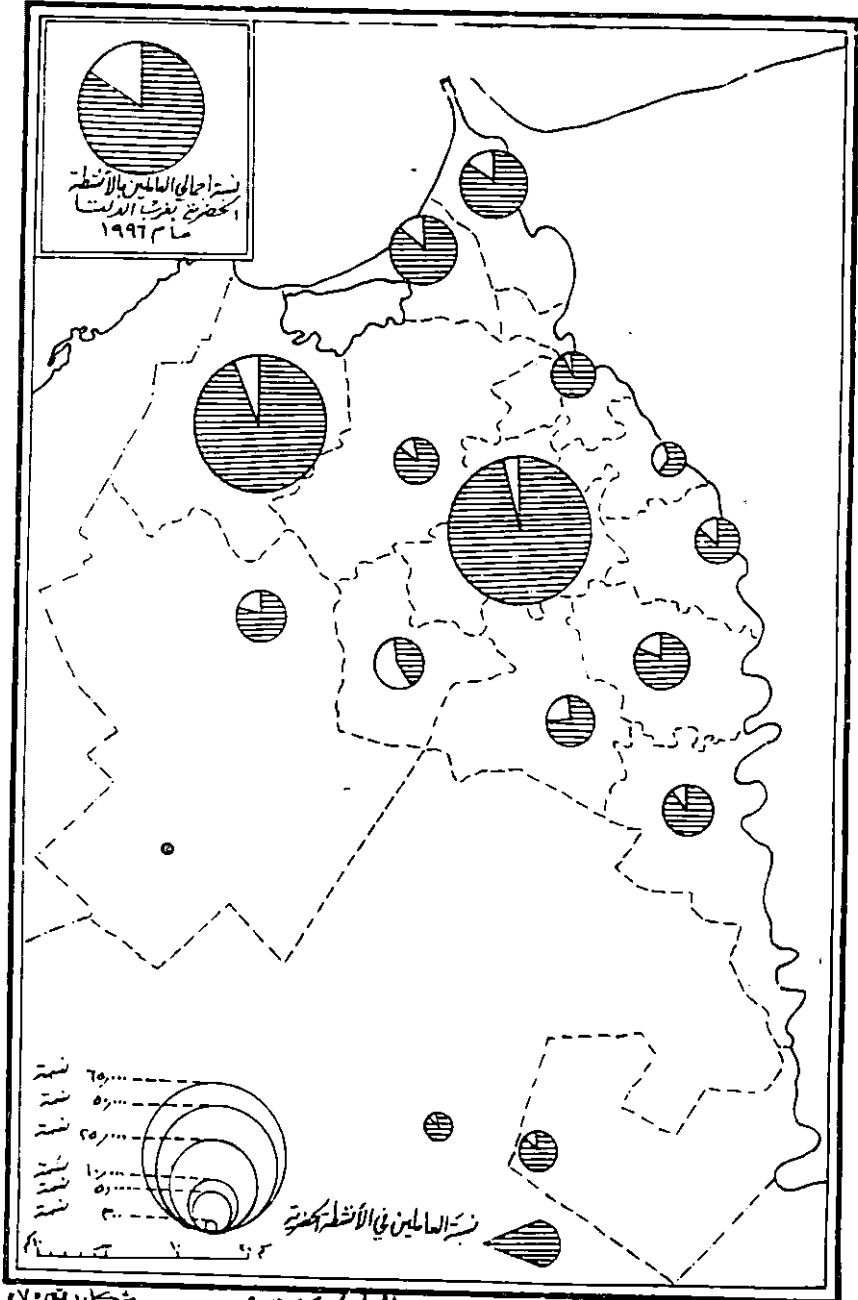 نسبة اجمالي العاملين بالأنشطة
الحضرية بغرب الدلتا
عام ١٩٩٦
٦٥,٠٠٠ نسمة
٥٠,٠٠٠ نسمة
٢٥,٠٠٠ نسمة
١٠,٠٠٠ نسمة
٥,٠٠٠ نسمة
٣٠٠ نسمة
نسبة العاملين في الأنشطة الحضرية